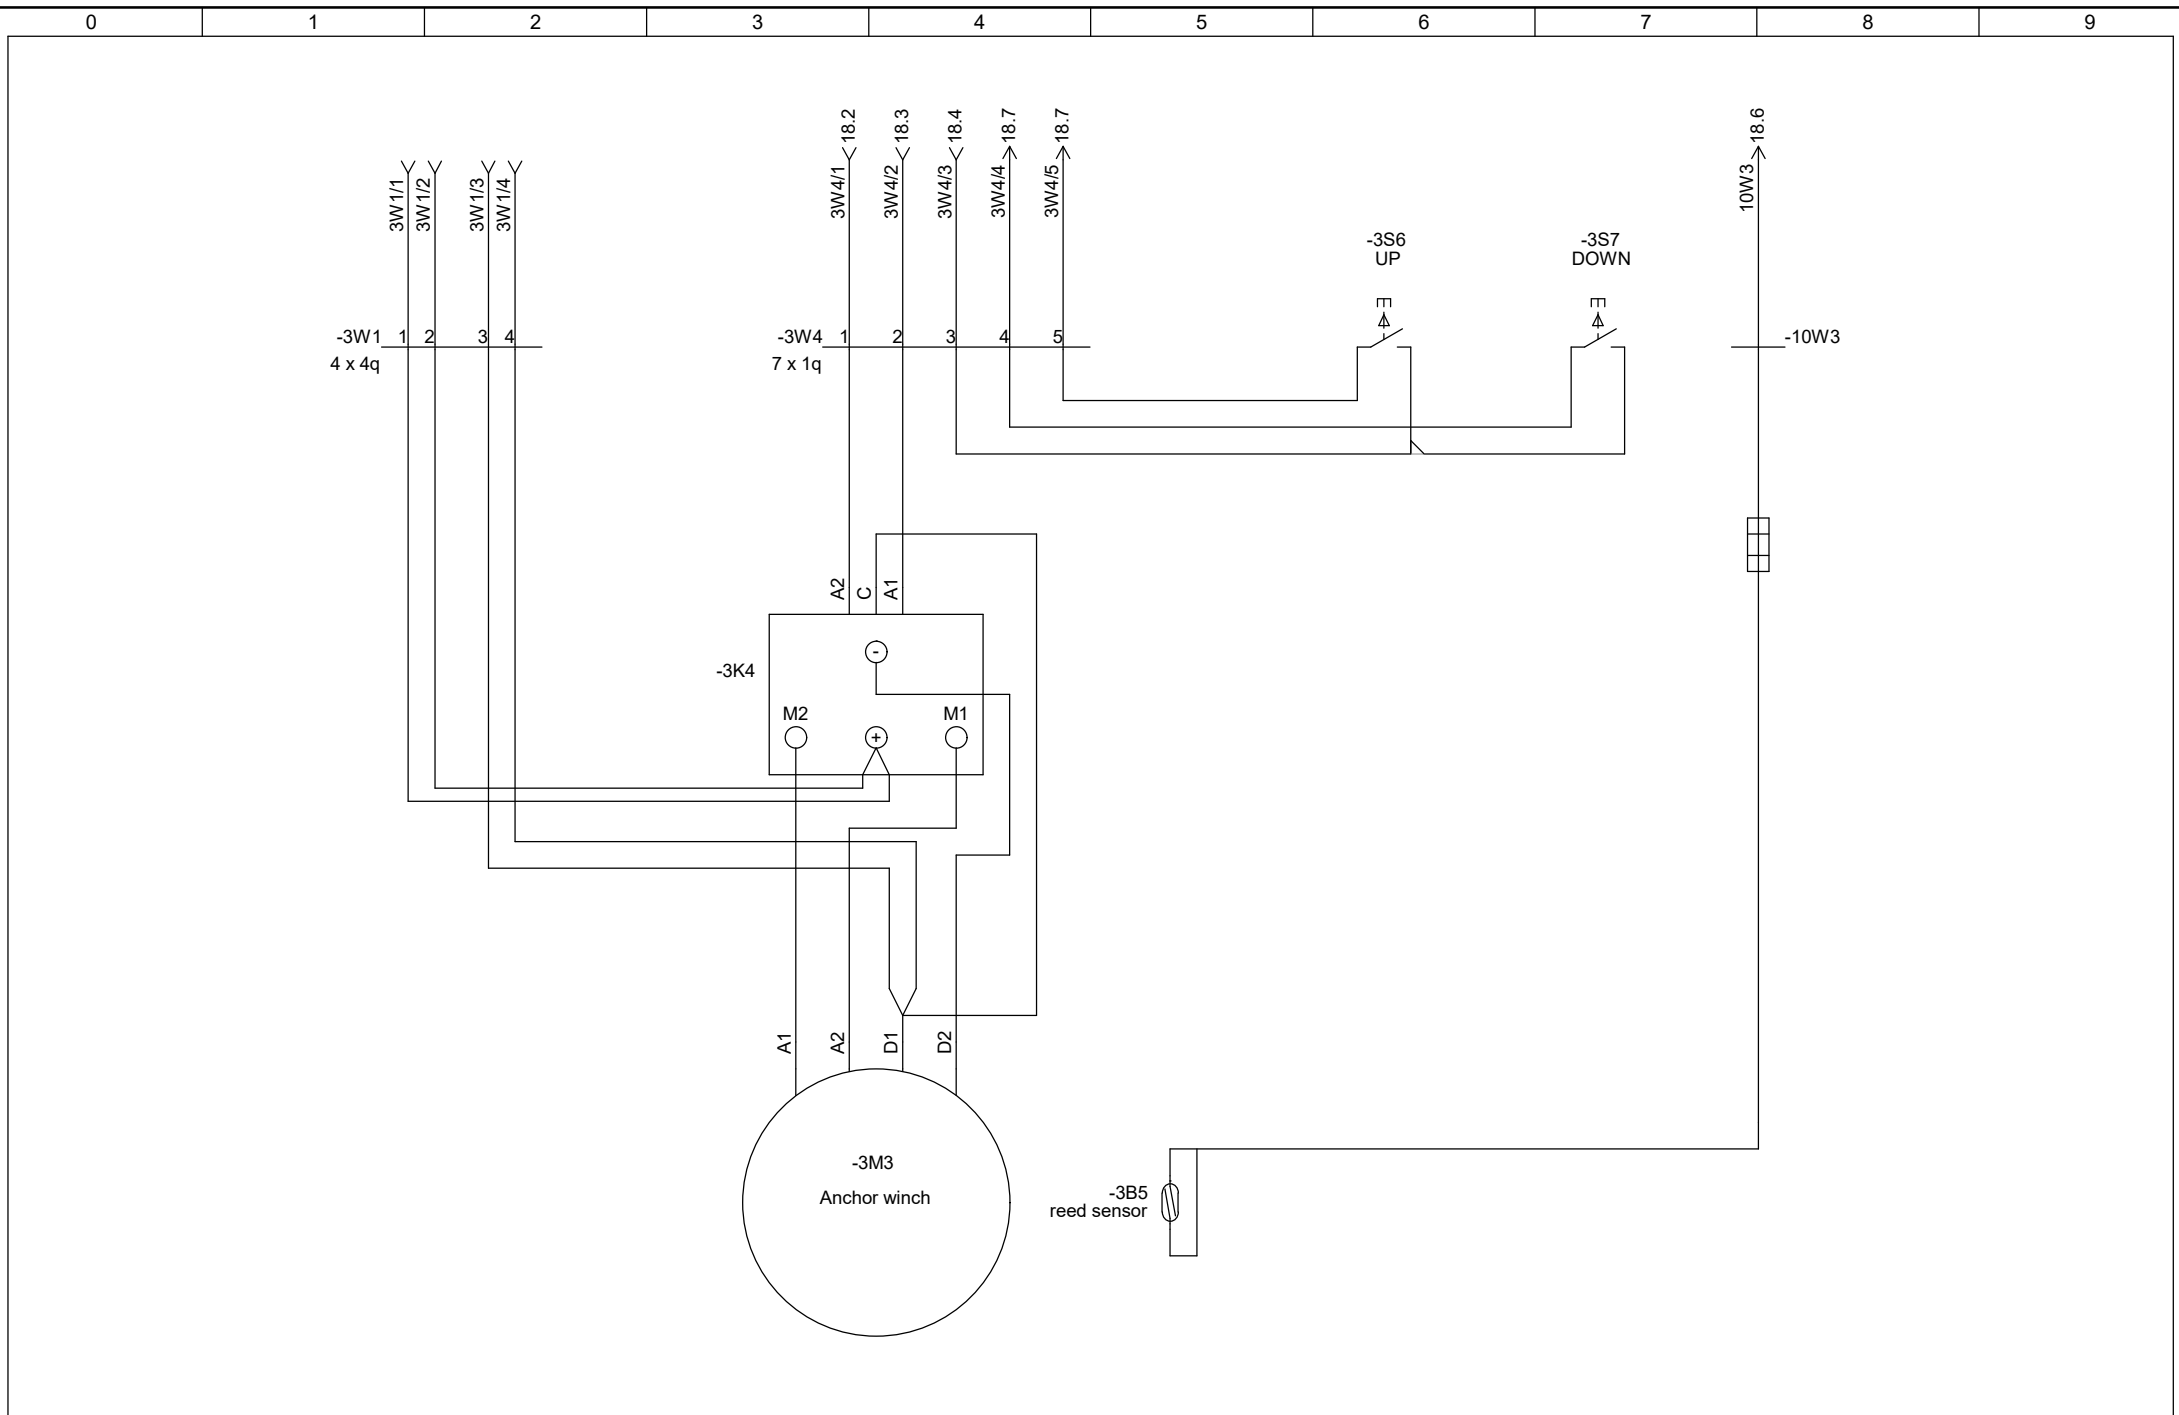 0 1 2 3 4 5 6 7 8 9
18.2 18.3 18.4 18.7 18.7 18.6
3W1/1 3W1/2 3W1/3 3W1/4 3W4/1 3W4/2 3W4/3 3W4/4 3W4/5 10W3
-3S6
UP
-3S7
DOWN
-3W1 1 2 3 4
4 x 4q
-3W4 1 2 3 4 5
7 x 1q
-10W3
A2 C A1
-
-3K4
M2 + M1
A1 A2 D1 D2
-3M3
Anchor winch
-3B5
reed sensor